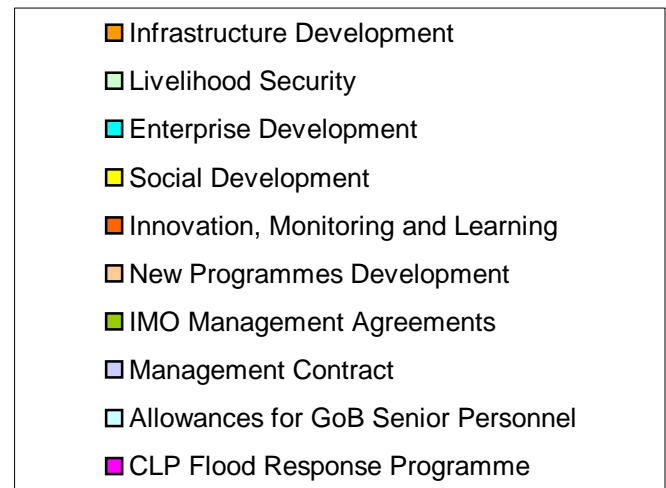 Infrastructure Development
Livelihood Security
Enterprise Development
Social Development
Innovation, Monitoring and Learning
New Programmes Development
IMO Management Agreements
Management Contract
Allowances for GoB Senior Personnel
CLP Flood Response Programme